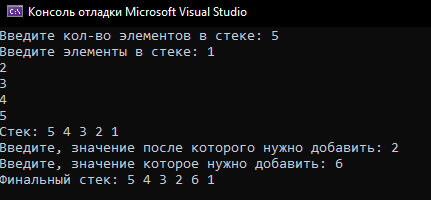 Консоль отладки Microsoft Visual Studio
Введите кол-во элементов в стеке: 5
Введите элементы в стеке: 1
2
3
4
5
Стек: 5 4 3 2 1
Введите, значение после которого нужно добавить: 2
Введите, значение которое нужно добавить: 6
Финальный стек: 5 4 3 2 6 1